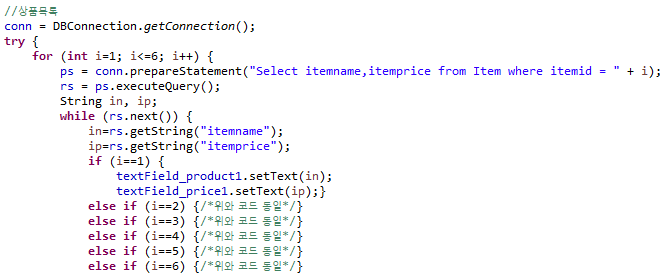 //상품목록
conn = DBConnection.getConnection();
try {
for (int i=1; i<=6; i++) {
ps = conn.prepareStatement("Select itemname,itemprice from Item where itemid = " + i);
rs = ps.executeQuery();
String in, ip;
while (rs.next()) {
in=rs.getString("itemname");
ip=rs.getString("itemprice");
if (i==1) {
textField_product1.setText(in);
textField_price1.setText(ip);}
else if (i==2) {/*위와 코드 동일*/}
else if (i==3) {/*위와 코드 동일*/}
else if (i==4) {/*위와 코드 동일*/}
else if (i==5) {/*위와 코드 동일*/}
else if (i==6) {/*위와 코드 동일*/}